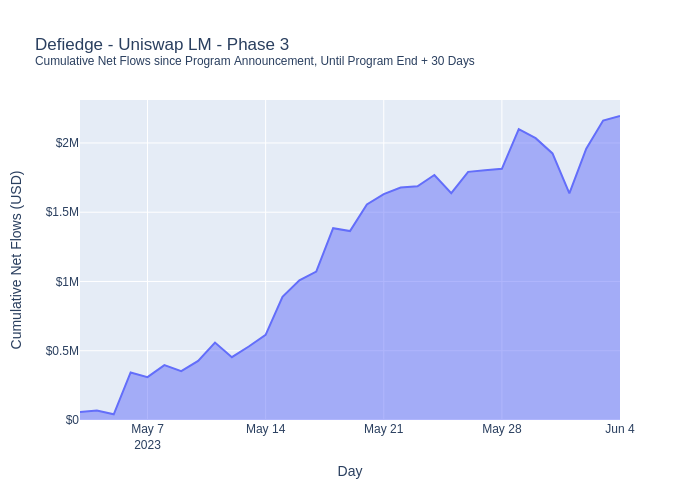 Defiedge - Uniswap LM - Phase 3
Cumulative Net Flows since Program Announcement, Until Program End + 30 Days
Cumulative Net Flows (USD)
$2M
$1.5M
$1M
$0.5M
$0
May 7
2023
May 14
May 21
May 28
Jun 4
Day